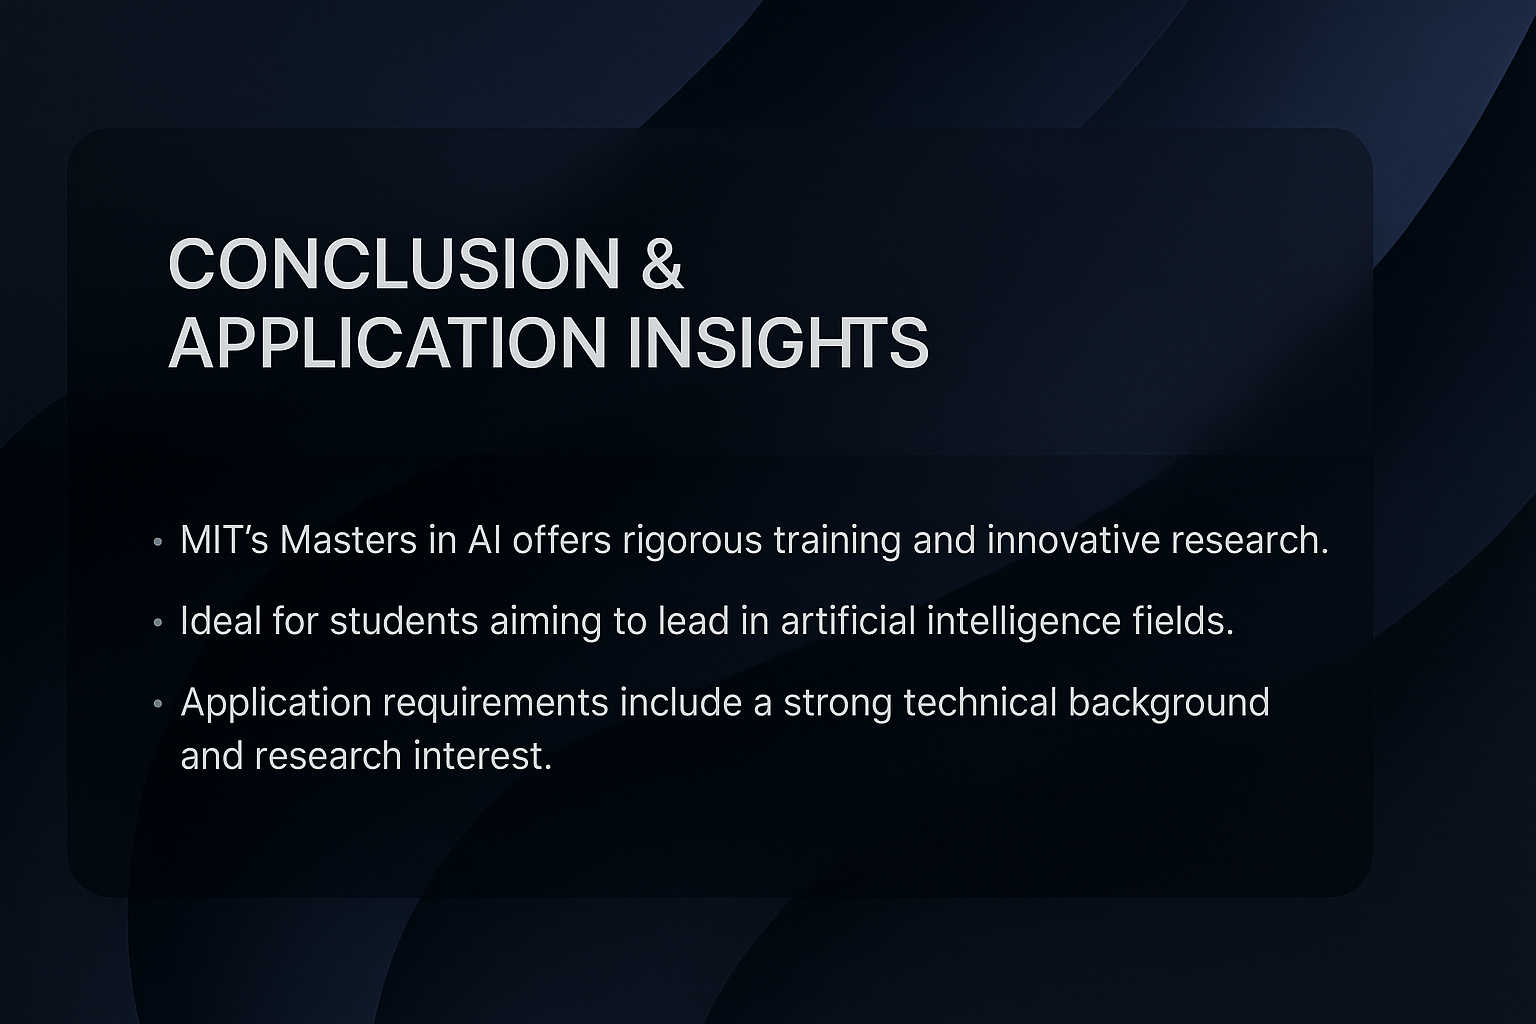 CONCLUSION &
APPLICATION INSIGHTS
• MIT’s Masters in AI offers rigorous training and innovative research.
• Ideal for students aiming to lead in artificial intelligence fields.
• Application requirements include a strong technical background
and research interest.